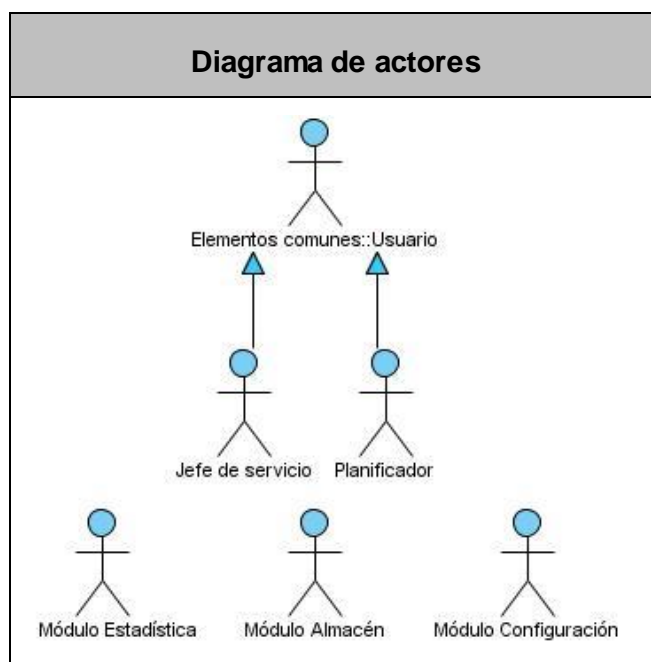 Diagrama de actores
Elementos comunes::Usuario
Jefe de servicio
Planificador
Módulo Estadística
Módulo Almacén
Módulo Configuración